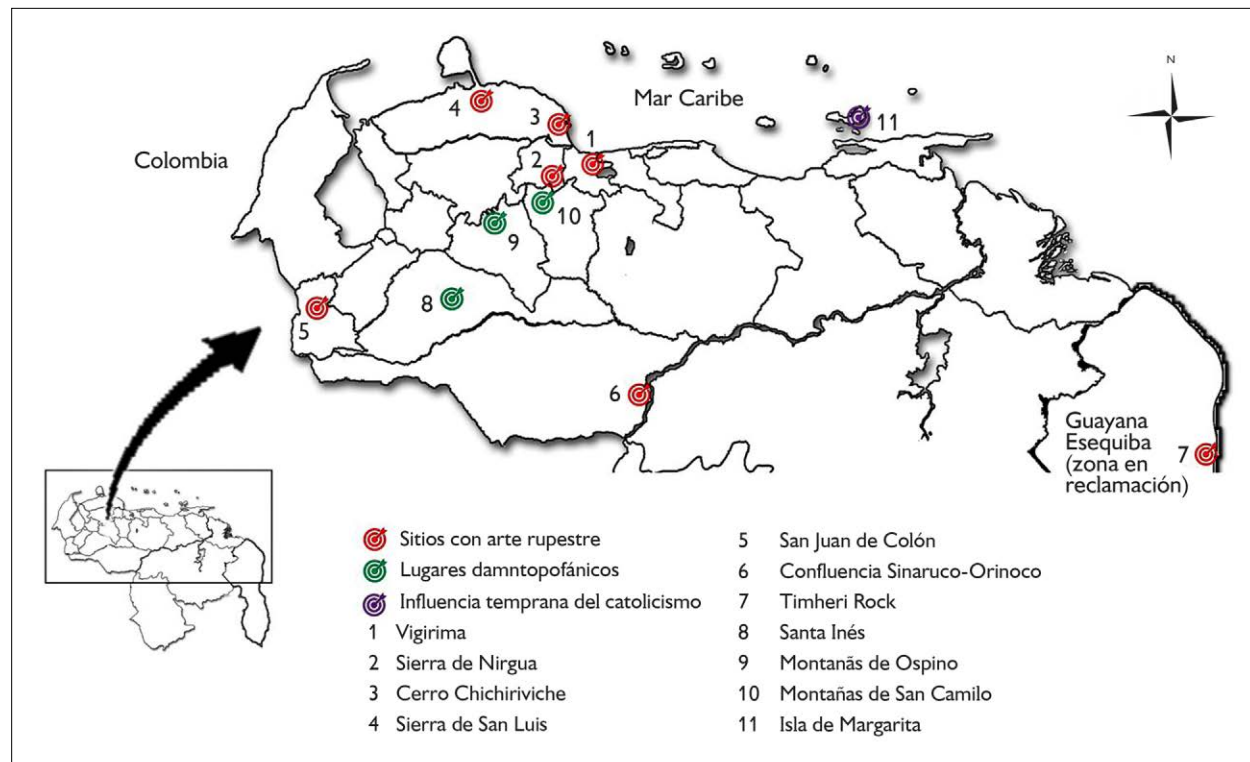 N
Mar Caribe
Colombia
4
3
1
2
11
10
9
8
5
6
7
Guayana
Esequiba
(zona en
reclamación)
Sitios con arte rupestre
Lugares damntopofánicos
Influencia temprana del catolicismo
1 Vigirima
2 Sierra de Nirgua
3 Cerro Chichiriviche
4 Sierra de San Luis
5 San Juan de Colón
6 Confluencia Sinaruco-Orinoco
7 Timheri Rock
8 Santa Inés
9 Montanãs de Ospino
10 Montañas de San Camilo
11 Isla de Margarita